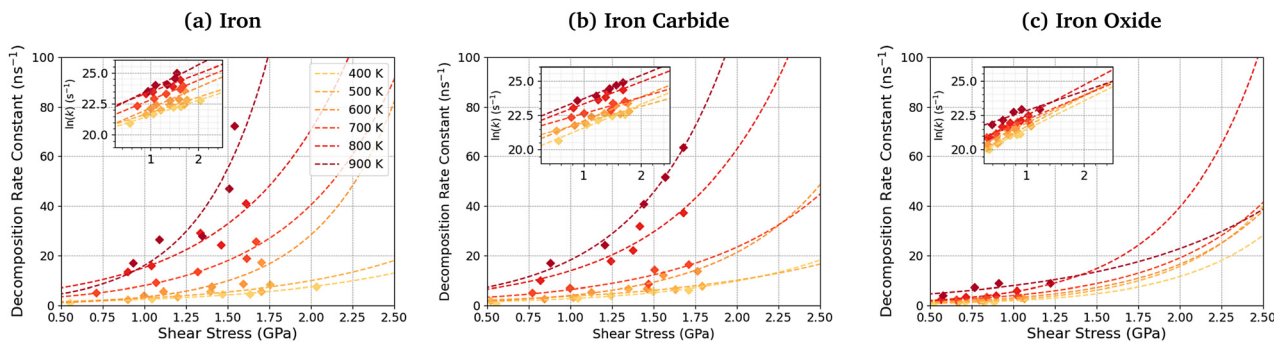 (a) Iron
(b) Iron Carbide
(c) Iron Oxide
Decomposition Rate Constant (ns⁻¹)
100
80
60
40
20
0
0.50 0.75 1.00 1.25 1.50 1.75 2.00 2.25 2.50
Shear Stress (GPa)
ln(k) (s⁻¹)
25.0
22.5
20.0
1 2
400 K
500 K
600 K
700 K
800 K
900 K
Decomposition Rate Constant (ns⁻¹)
100
80
60
40
20
0
0.50 0.75 1.00 1.25 1.50 1.75 2.00 2.25 2.50
Shear Stress (GPa)
ln(k) (s⁻¹)
25.0
22.5
20.0
1 2
Decomposition Rate Constant (ns⁻¹)
100
80
60
40
20
0
0.50 0.75 1.00 1.25 1.50 1.75 2.00 2.25 2.50
Shear Stress (GPa)
ln(k) (s⁻¹)
25.0
22.5
20.0
1 2